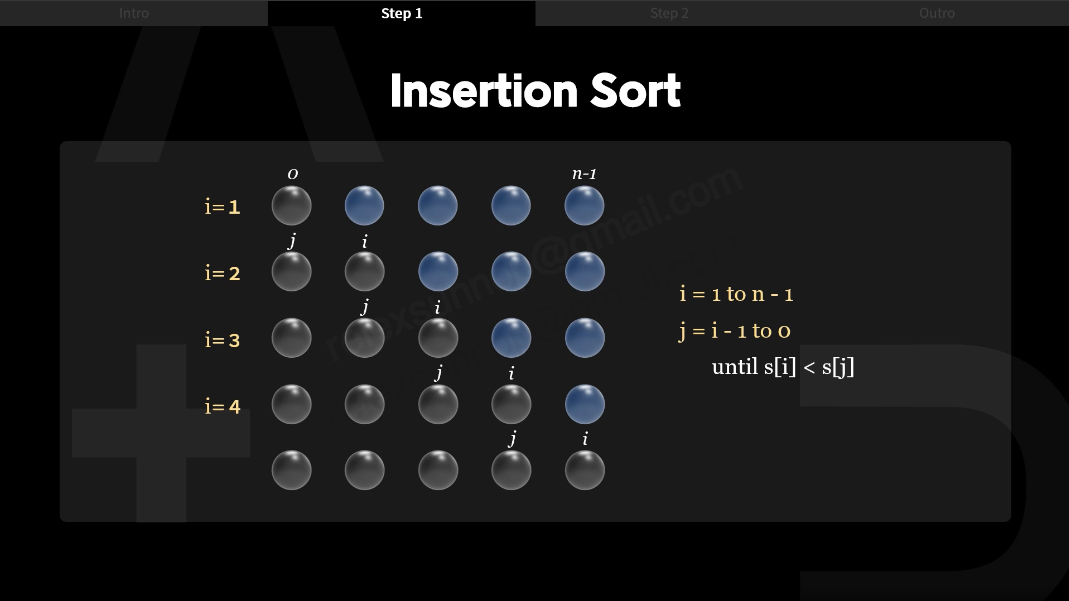 Intro Step 1 Step 2 Outro
Insertion Sort
0 n-1
i= 1
j i
i= 2
j i
i= 3
j i
i= 4
j i
i = 1 to n - 1
j = i - 1 to 0
until s[i] < s[j]